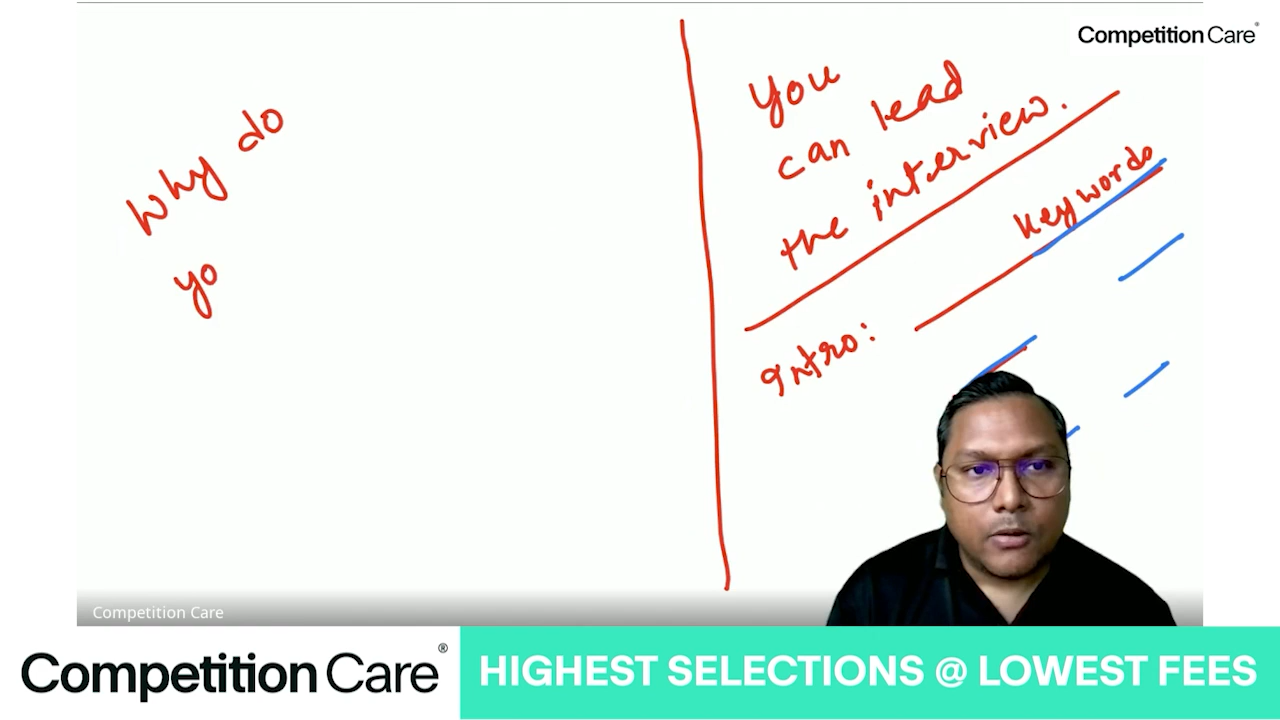 Competition Care
Why do
yo
You
can lead
the interview.
Keywords
Intro:
Competition Care
Competition Care®
HIGHEST SELECTIONS @ LOWEST FEES